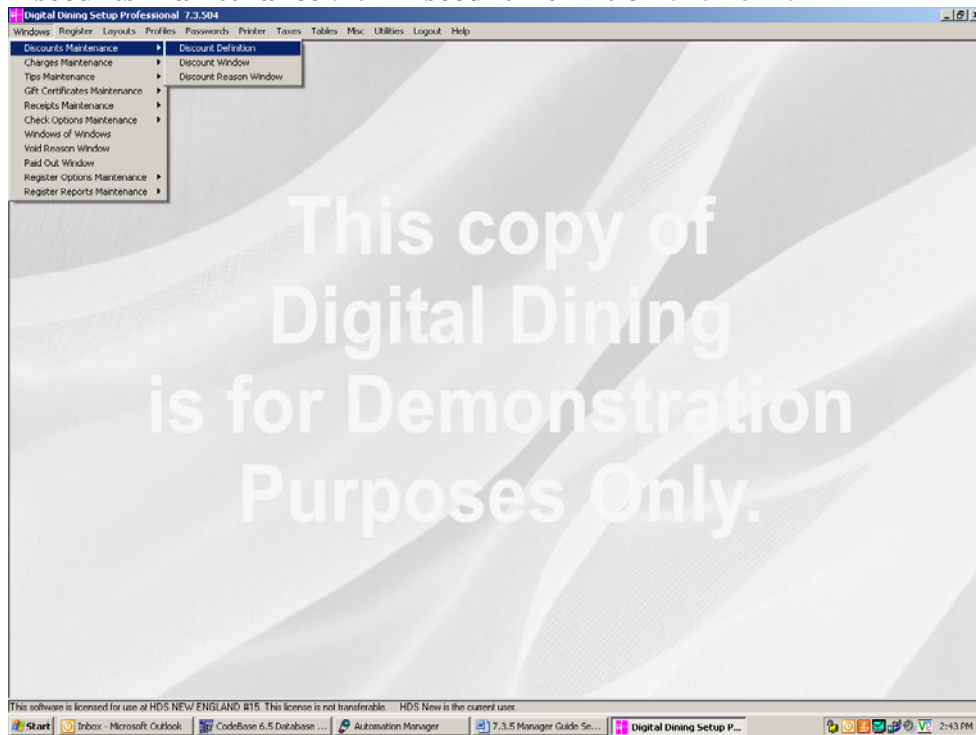 Digital Dining Setup Professional 7.3.504
Windows Register Layouts Profiles Passwords Printer Taxes Tables Misc Utilities Logout Help
Discounts Maintenance
Charges Maintenance
Tips Maintenance
Gift Certificates Maintenance
Receipts Maintenance
Check Options Maintenance
Windows of Windows
Void Reason Window
Paid Out Window
Register Options Maintenance
Register Reports Maintenance
Discount Definition
Discount Window
Discount Reason Window
This copy of
Digital Dining
is for Demonstration
Purposes Only.
This software is licensed for use at HDS NEW ENGLAND #15. This license is not transferable. HDS New is the current user.
Start Inbox - Microsoft Outlook CodeBase 6.5 Database ... Automation Manager 7.3.5 Manager Guide Se... Digital Dining Setup P... 2:43 PM